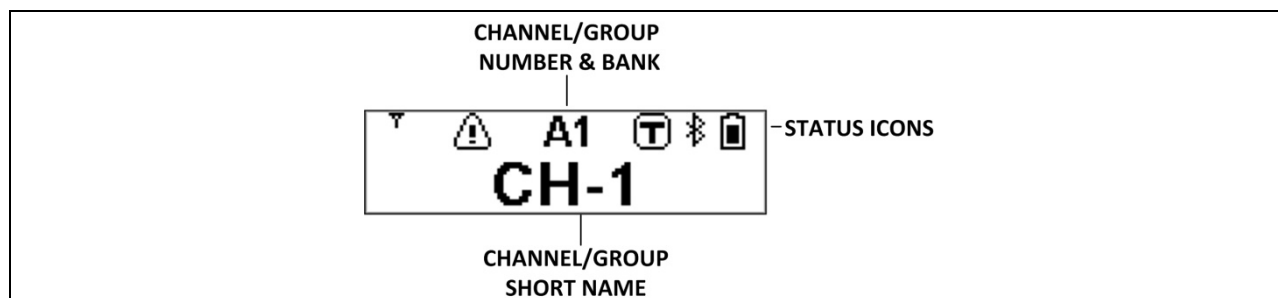 CHANNEL/GROUP
NUMBER & BANK
A1 T
STATUS ICONS
CH-1
CHANNEL/GROUP
SHORT NAME